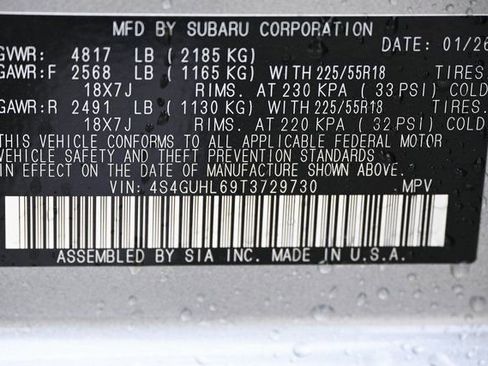 MFD BY SUBARU CORPORATION
GVWR: 4817 LB (2185 KG) DATE: 01/26
GAWR:F 2568 LB (1165 KG) WITH 225/55R18 TIRES
18X7J RIMS. AT 230 KPA (33 PSI) COLD
GAWR:R 2491 LB (1130 KG) WITH 225/55R18 TIRES
18X7J RIMS. AT 220 KPA (32 PSI) COLD
THIS VEHICLE CONFORMS TO ALL APPLICABLE FEDERAL MOTOR
VEHICLE SAFETY AND THEFT PREVENTION STANDARDS
IN EFFECT ON THE DATE OF MANUFACTURE SHOWN ABOVE.
VIN: 4S4GUHL69T3729730 MPV
ASSEMBLED BY SIA INC. MADE IN U.S.A.